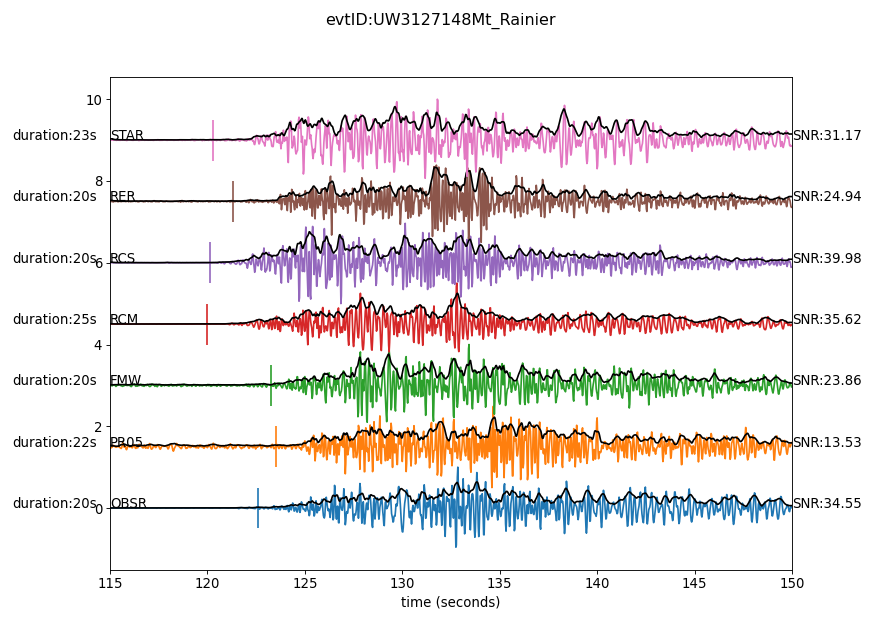 evtID:UW3127148Mt_Rainier
10
duration:23s STAR SNR:31.17
8
duration:20s RER SNR:24.94
duration:20s RCS SNR:39.98
6
duration:25s RCM SNR:35.62
4
duration:20s FMW SNR:23.86
2
duration:22s PR05 SNR:13.53
duration:20s OBSR SNR:34.55
0
115 120 125 130 135 140 145 150
time (seconds)